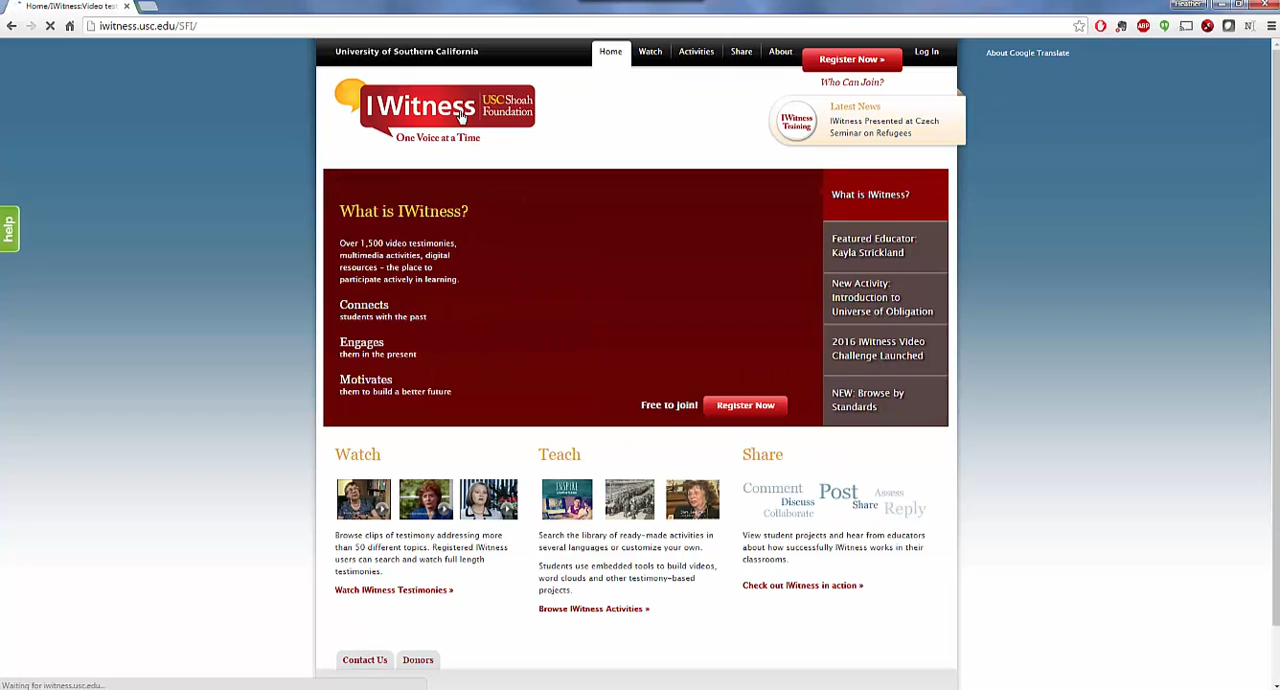 Home/IWitness:Video test
Heather
iwitness.usc.edu/SFI/
ABP
University of Southern California
Home
Watch
Activities
Share
About
Register Now »
Log In
About Google Translate
Who Can Join?
IWitness
USC Shoah
Foundation
One Voice at a Time
IWitness
Training
Latest News
IWitness Presented at Czech
Seminar on Refugees
help
What is IWitness?
Over 1,500 video testimonies,
multimedia activities, digital
resources – the place to
participate actively in learning.
Connects
students with the past
Engages
them in the present
Motivates
them to build a better future
Free to join!
Register Now
What is IWitness?
Featured Educator:
Kayla Strickland
New Activity:
Introduction to
Universe of Obligation
2016 IWitness Video
Challenge Launched
NEW: Browse by
Standards
Watch
Browse clips of testimony addressing more
than 50 different topics. Registered IWitness
users can search and watch full length
testimonies.
Watch IWitness Testimonies »
Teach
INSPIRE
Search the library of ready-made activities in
several languages or customize your own.
Students use embedded tools to build videos,
word clouds and other testimony-based
projects.
Browse IWitness Activities »
Share
Comment
Post
Assess
Discuss
Share
Reply
Collaborate
View student projects and hear from educators
about how successfully IWitness works in their
classrooms.
Check out IWitness in action »
Contact Us
Donors
Waiting for iwitness.usc.edu...